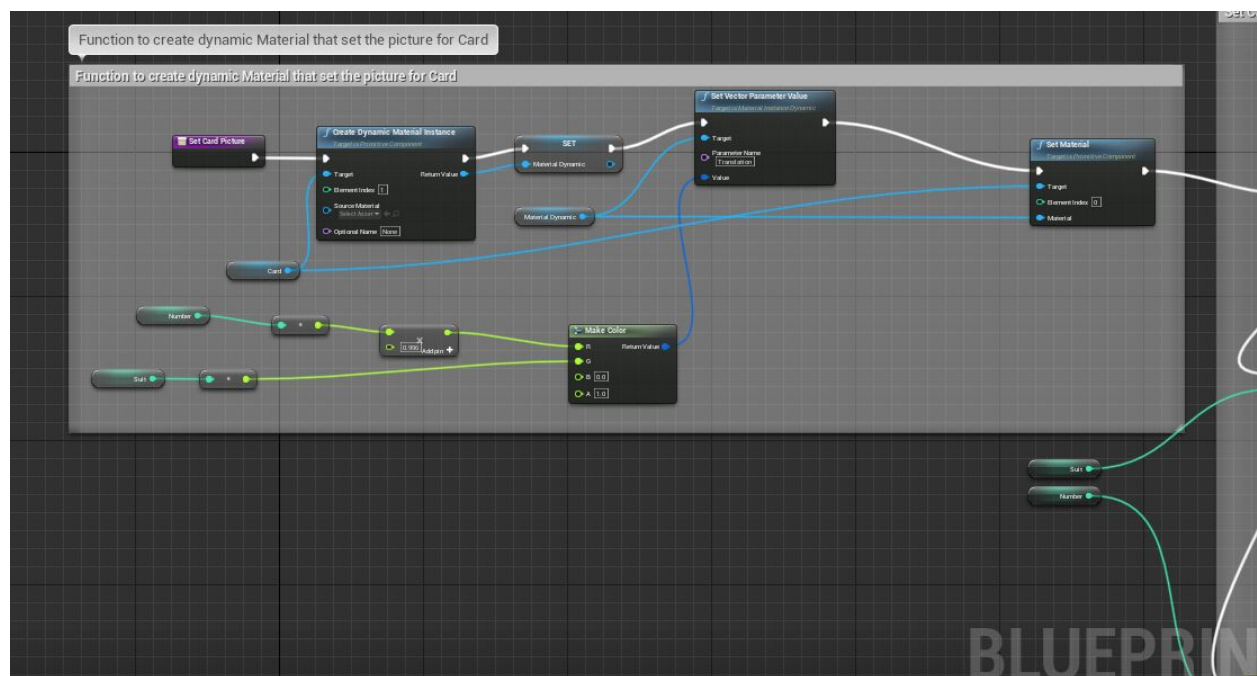 Function to create dynamic Material that set the picture for Card
Function to create dynamic Material that set the picture for Card
Set Card Picture
Create Dynamic Material Instance
Target is Primitive Component
Target
Return Value
Element Index 1
Source Material
Select Asset
Optional Name None
SET
Material Dynamic
Material Dynamic
Set Vector Parameter Value
Target is Material Instance Dynamic
Target
Parameter Name
Translation
Value
Set Material
Target is Primitive Component
Target
Element Index 0
Material
Card
Number
0.996
Add pin +
Suit
Make Color
R
Return Value
G
B 0.0
A 1.0
Suit
Number
BLUEPRIN